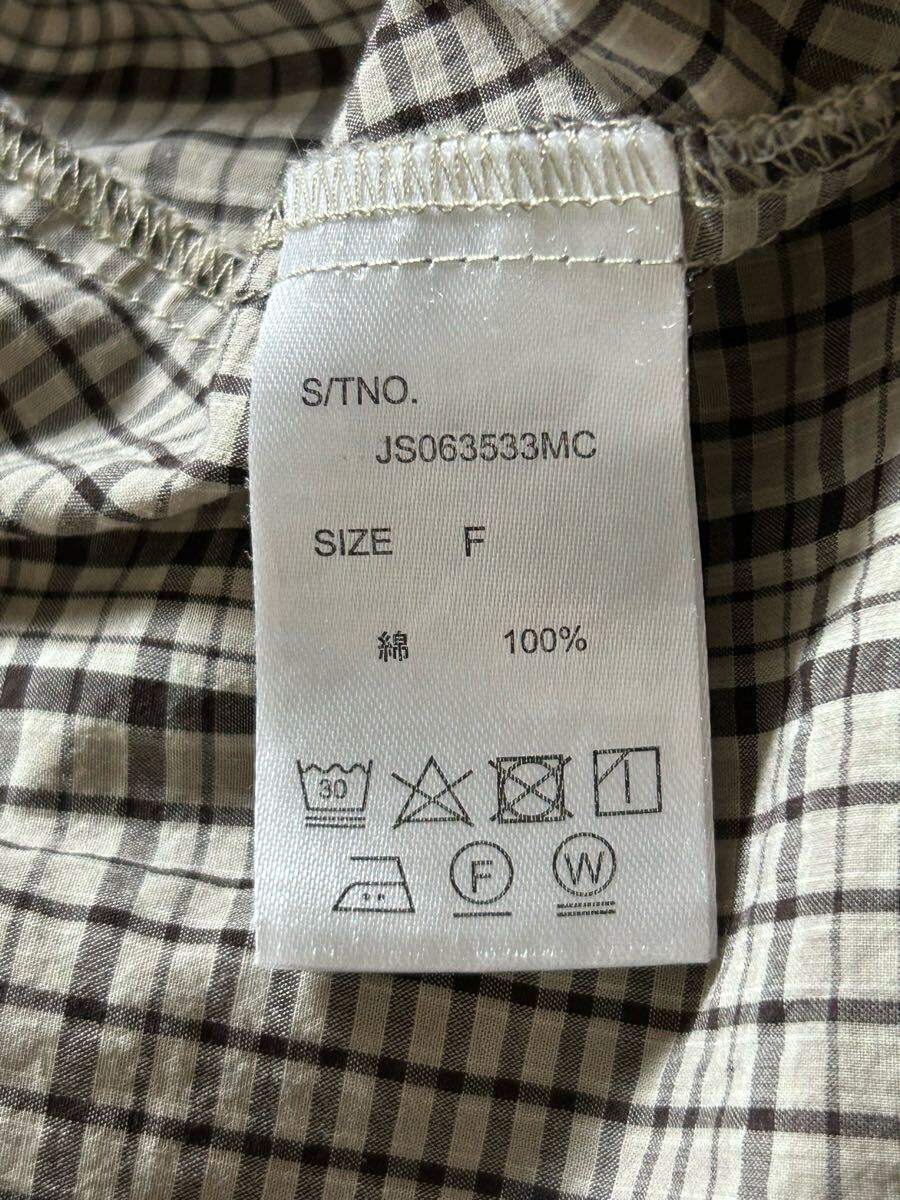 S/TNO.
JS063533MC
SIZE F
綿 100%
30
F W